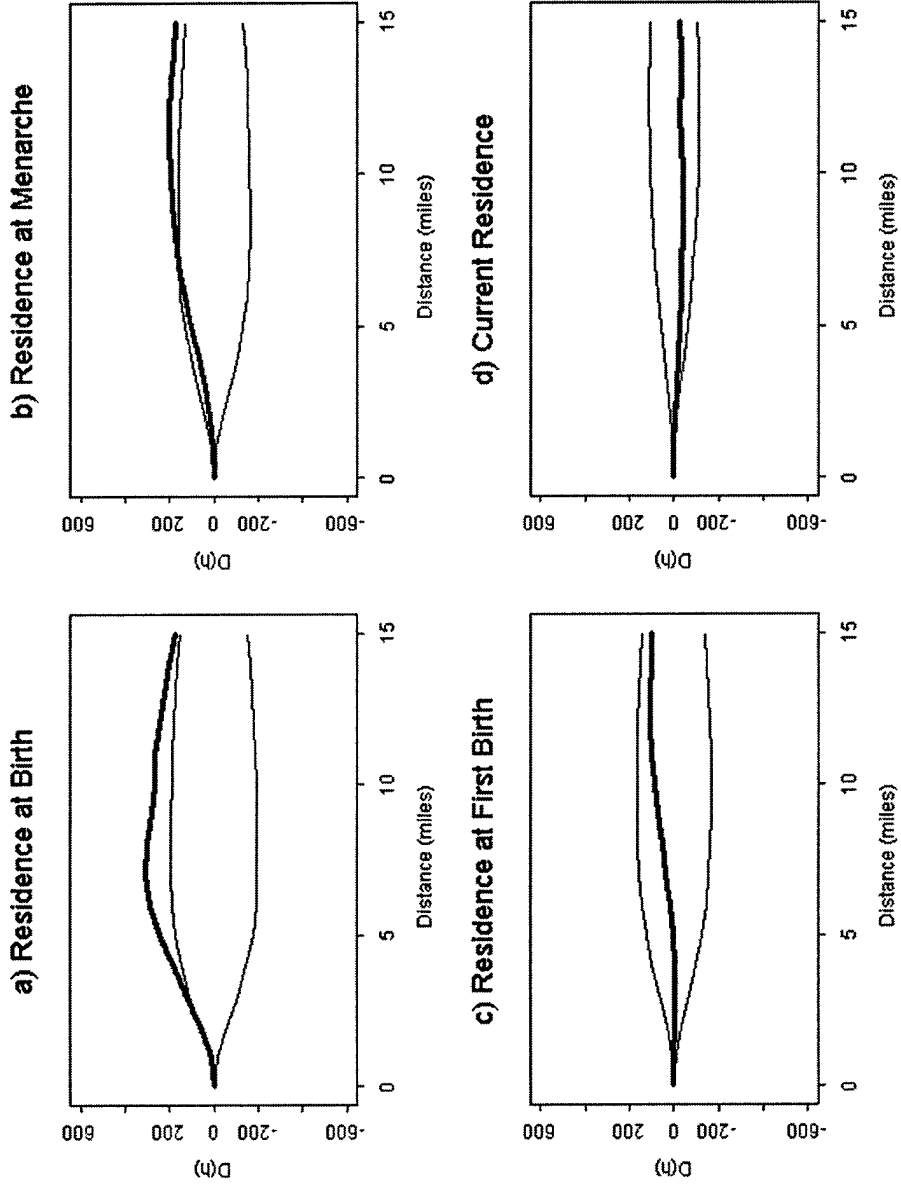 a) Residence at Birth
D(h)
600
200
0
-200
-600
0 5 10 15
Distance (miles)
b) Residence at Menarche
D(h)
600
200
0
-200
-600
0 5 10 15
Distance (miles)
c) Residence at First Birth
D(h)
600
200
0
-200
-600
0 5 10 15
Distance (miles)
d) Current Residence
D(h)
600
200
0
-200
-600
0 5 10 15
Distance (miles)